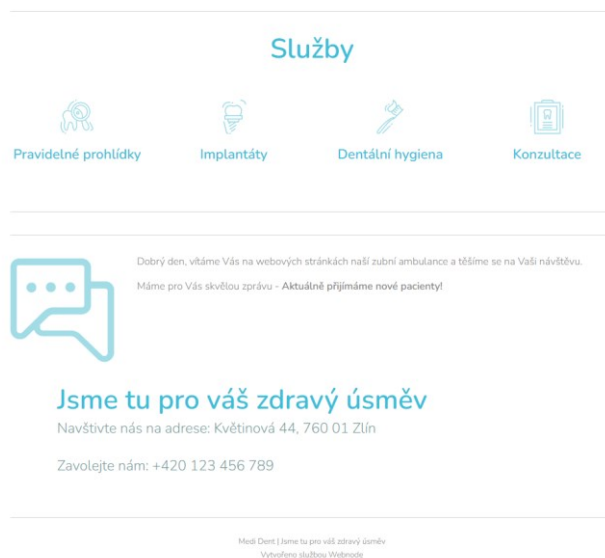 Služby
Pravidelné prohlídky
Implantáty
Dentální hygiena
Konzultace
Dobrý den, vítáme Vás na webových stránkách naší zubní ambulance a těšíme se na Vaši návštěvu.
Máme pro Vás skvělou zprávu - Aktuálně přijímáme nové pacienty!
Jsme tu pro váš zdravý úsměv
Navštivte nás na adrese: Květinová 44, 760 01 Zlín
Zavolejte nám: +420 123 456 789
Medi Dent | Jsme tu pro váš zdravý úsměv
Vytvořeno službou Webnode